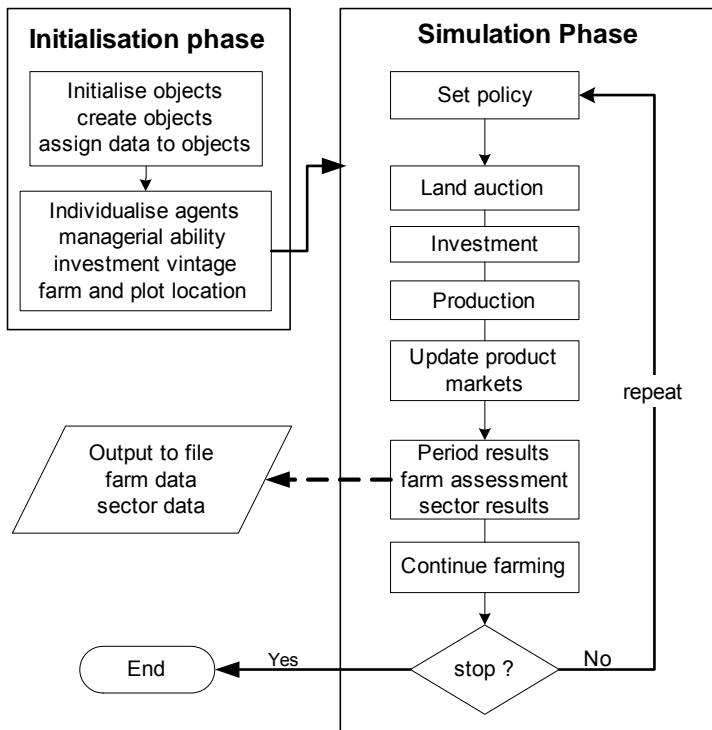 Initialisation phase
Initialise objects
create objects
assign data to objects
Individualise agents
managerial ability
investment vintage
farm and plot location
Simulation Phase
Set policy
Land auction
Investment
Production
Update product
markets
repeat
Period results
farm assessment
sector results
Output to file
farm data
sector data
Continue farming
stop ?
No
Yes
End